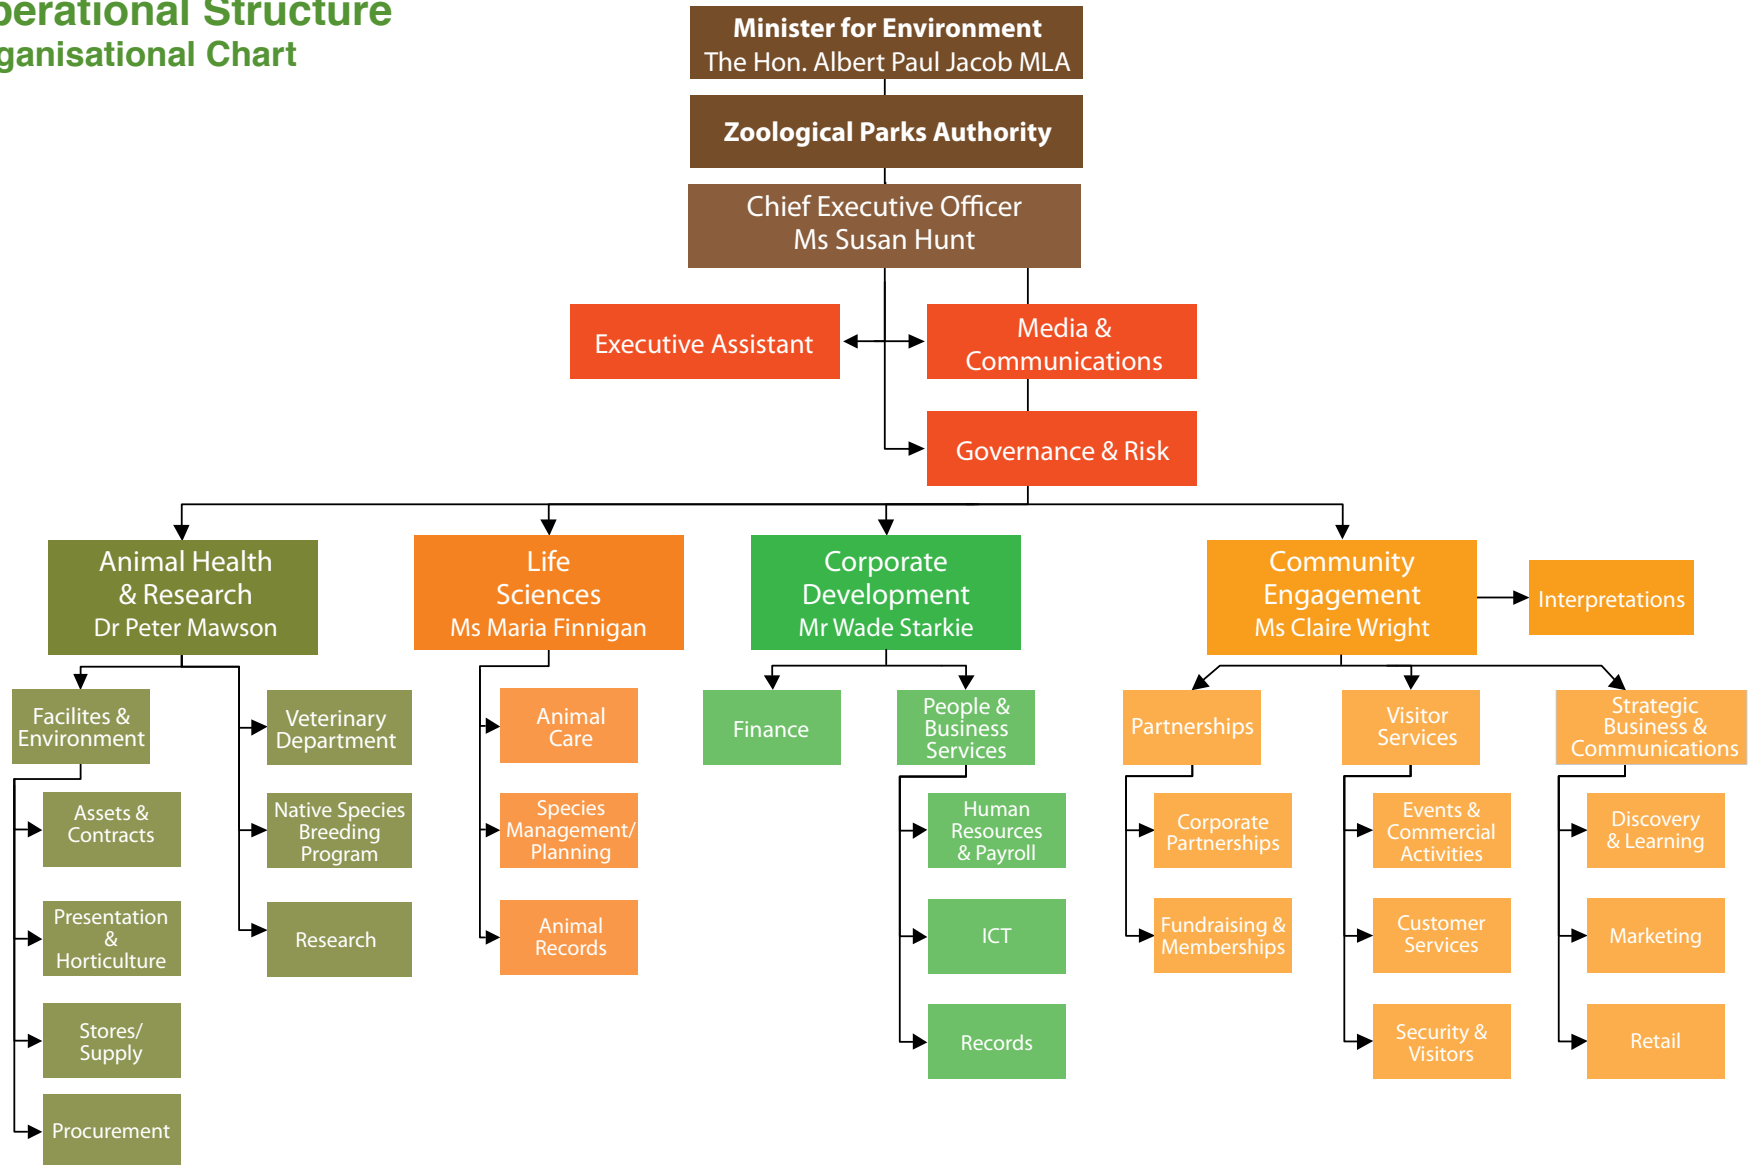 perational Structure
ganisational Chart
Minister for Environment
The Hon. Albert Paul Jacob MLA
Zoological Parks Authority
Chief Executive Officer
Ms Susan Hunt
Executive Assistant
Media &
Communications
Governance & Risk
Animal Health
& Research
Dr Peter Mawson
Life
Sciences
Ms Maria Finnigan
Corporate
Development
Mr Wade Starkie
Community
Engagement
Ms Claire Wright
Interpretations
Facilites &
Environment
Assets &
Contracts
Presentation
&
Horticulture
Stores/
Supply
Procurement
Veterinary
Department
Native Species
Breeding
Program
Research
Animal
Care
Species
Management/
Planning
Animal
Records
Finance
People &
Business
Services
Human
Resources
& Payroll
ICT
Records
Partnerships
Corporate
Partnerships
Fundraising &
Memberships
Visitor
Services
Events &
Commercial
Activities
Customer
Services
Security &
Visitors
Strategic
Business &
Communications
Discovery
& Learning
Marketing
Retail